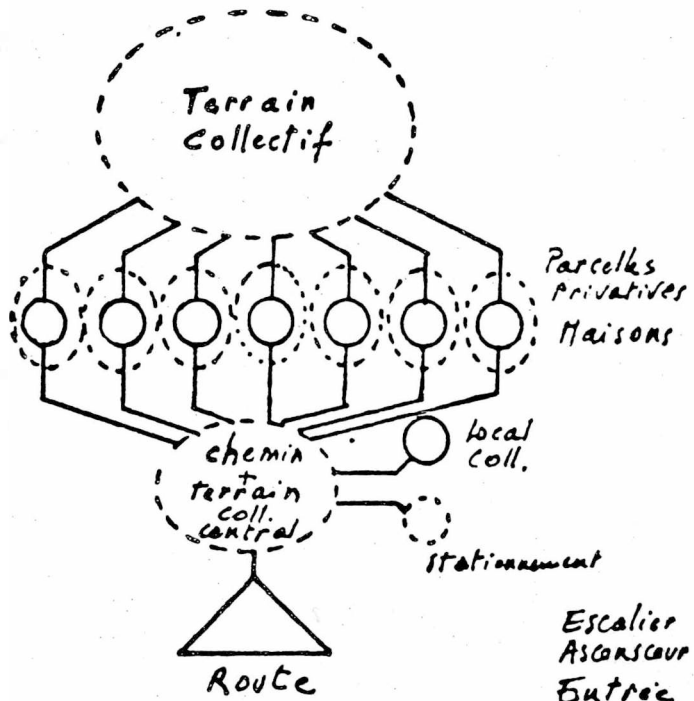 Terrain
Collectif
Parcelles
Privatives
Maisons
Local
Coll.
chemin
+
terrain
coll.
central
Stationnement
Route
Escalier
Ascenseur
Entrée